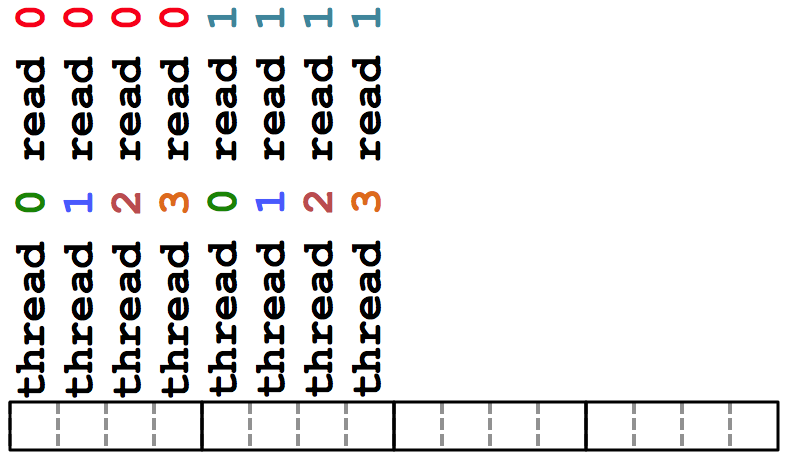 thread 0 read 0
thread 1 read 0
thread 2 read 0
thread 3 read 0
thread 0 read 1
thread 1 read 1
thread 2 read 1
thread 3 read 1